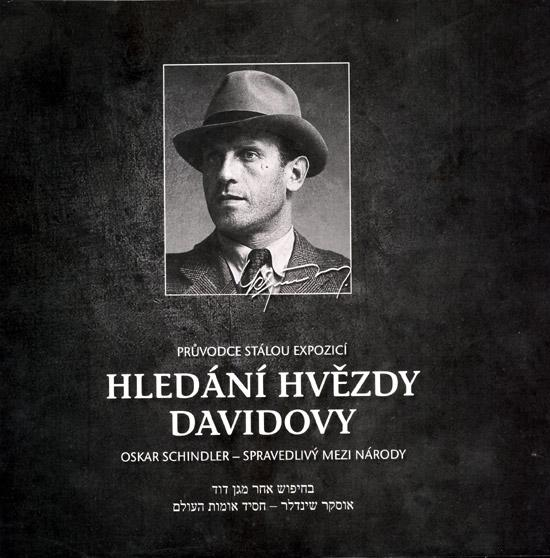 PRŮVODCE STÁLOU EXPOZICÍ
HLEDÁNÍ HVĚZDY
DAVIDOVY
OSKAR SCHINDLER – SPRAVEDLIVÝ MEZI NÁRODY
בחיפוש אחר מגן דוד
אוסקר שינדלר – חסיד אומות העולם